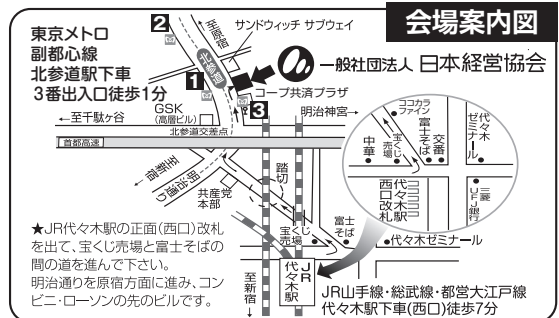 会場案内図
東京メトロ
副都心線
北参道駅下車
3番出入口徒歩1分
2
至原宿
サンドウィッチ サブウェイ
北参道
1
一般社団法人 日本経営協会
コープ共済プラザ
3
GSK
(高層ビル)
←至千駄ヶ谷
明治神宮→
北参道交差点
首都高速
至新宿
明治通り
共産党
本部
踏切
宝くじ
売場
富士
そば
代々木ゼミナール
JR
代々木駅
至新宿
ココカラ
ファイン
中華
宝くじ
売場
富士そば
交番
代々木
ゼミナール
代々木駅
西口改札
三菱
UFJ銀行
★JR代々木駅の正面(西口)改札
を出て、宝くじ売場と富士そばの
間の道を進んで下さい。
明治通りを原宿方面に進み、コン
ビニ・ローソンの先のビルです。
JR山手線・総武線・都営大江戸線
代々木駅下車(西口)徒歩7分